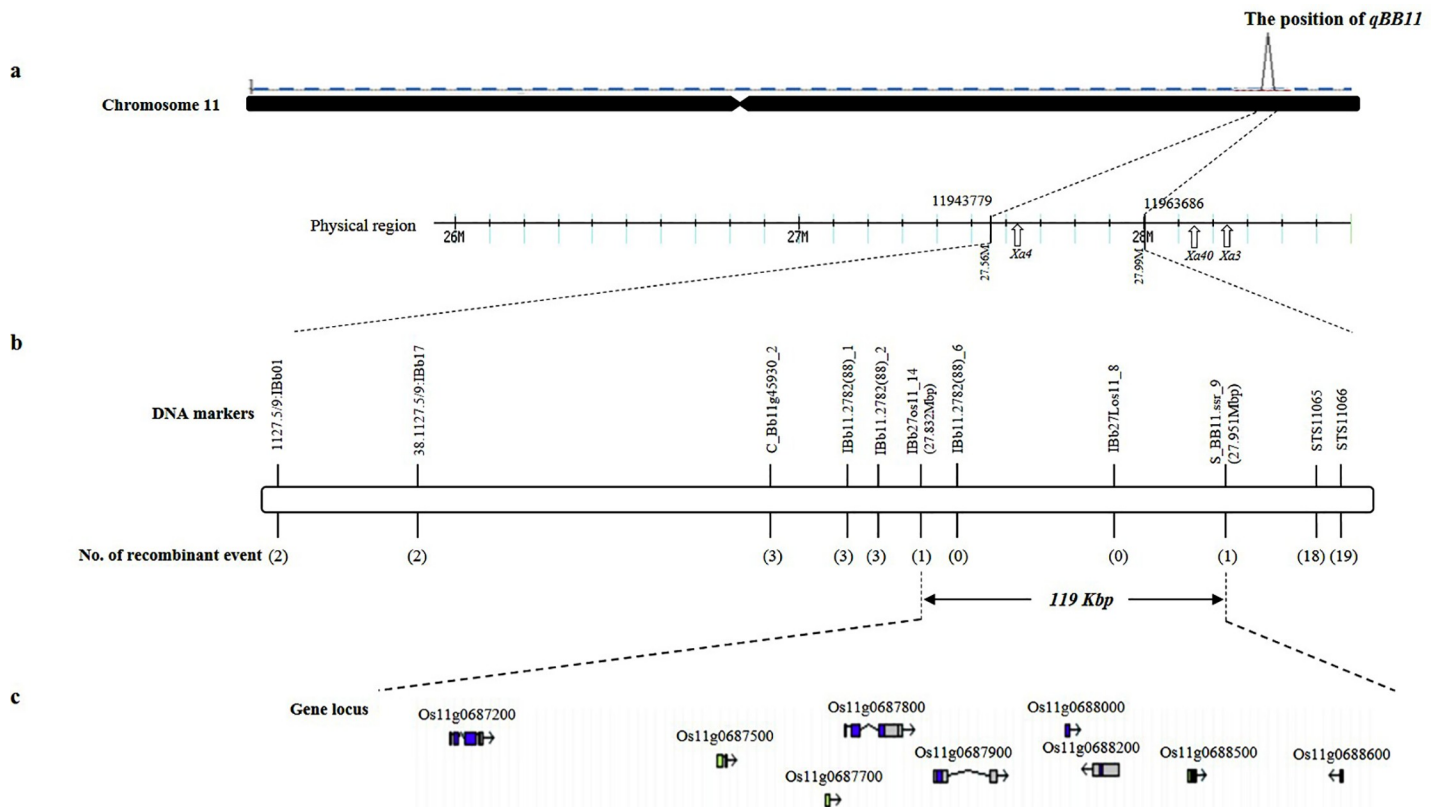 The position of qBB11
a
Chromosome 11
11943779
11963686
Physical region
26M
27M
28M
27.56M
Xa4
27.99M
Xa40
Xa3
b
DNA markers
1127.5/9:IBb01
38.1127.5/9:IBb17
C_Bb11g45930_2
IBb11.2782(88)_1
IBb11.2782(88)_2
IBb27os11_14
(27.832Mbp)
IBb11.2782(88)_6
IBb27Los11_8
S_BB11.ssr_9
(27.951Mbp)
STS11065
STS11066
No. of recombinant event (2) (2) (3) (3) (3) (1) (0) (0) (1) (18) (19)
119 Kbp
c
Gene locus
Os11g0687200
Os11g0687500
Os11g0687700
Os11g0687800
Os11g0687900
Os11g0688000
Os11g0688200
Os11g0688500
Os11g0688600